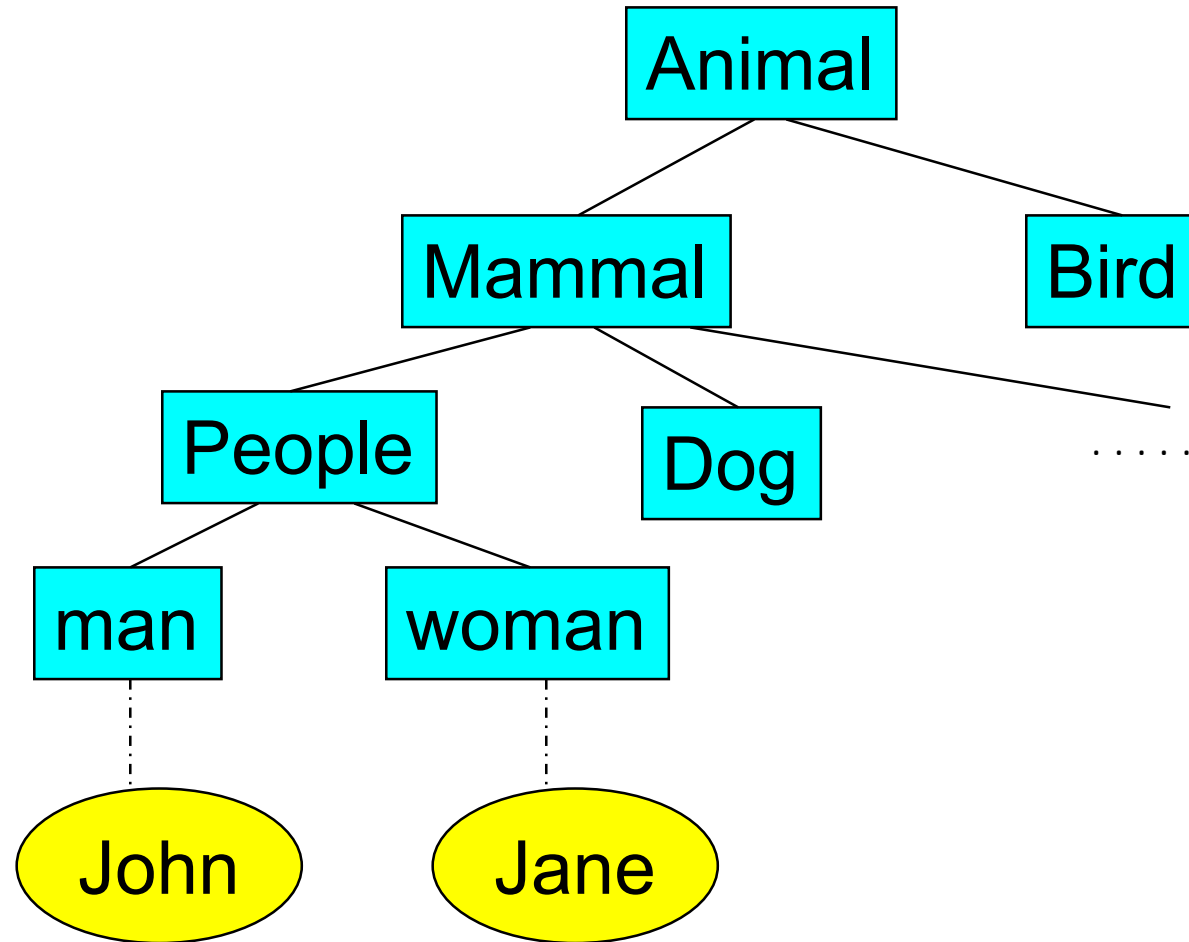 Animal
Mammal Bird
People Dog . . . . .
man woman
John Jane